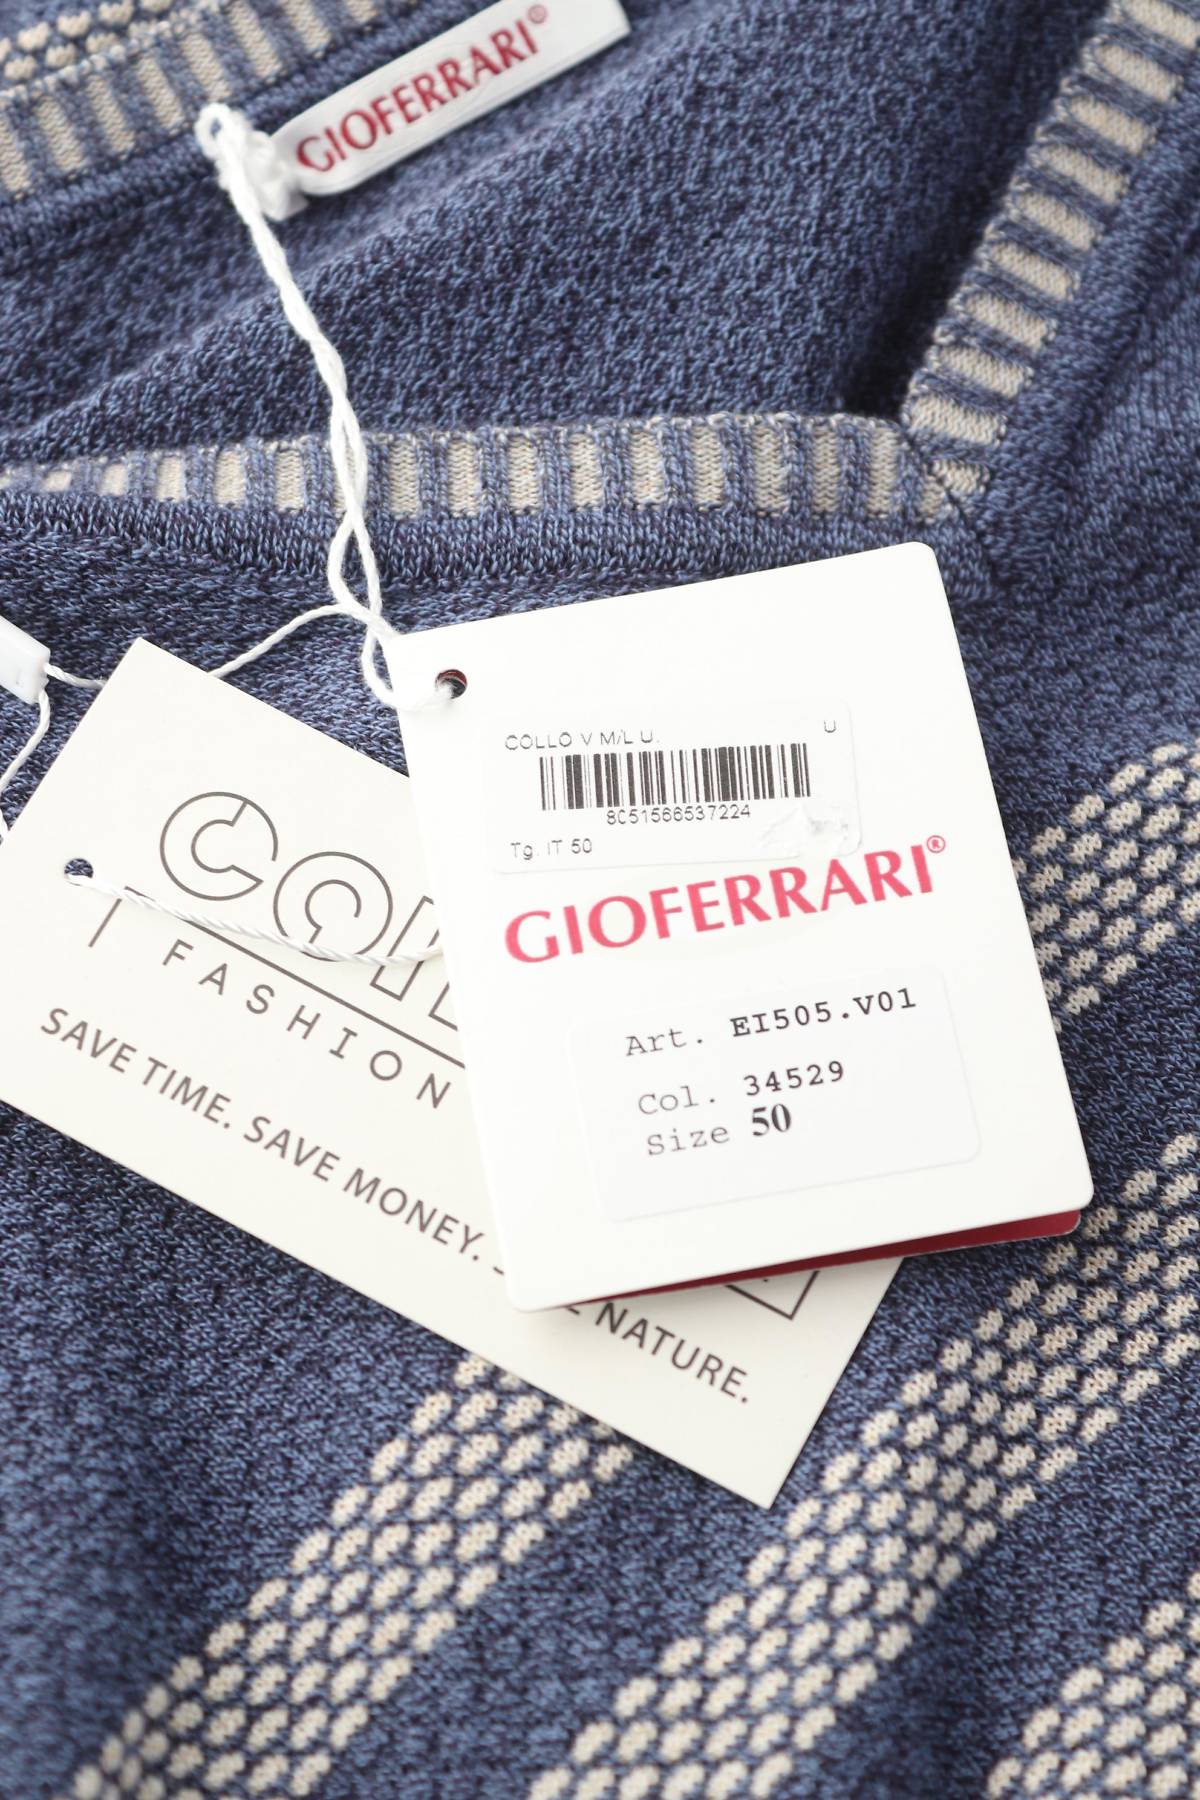 GIOFERRARI®
COLLO V M/L U. U
8051566537224
Tg. IT 50
GIOFERRARI®
Art. EI505.V01
Col. 34529
Size 50
FASHION
SAVE TIME. SAVE MONEY.
NATURE.